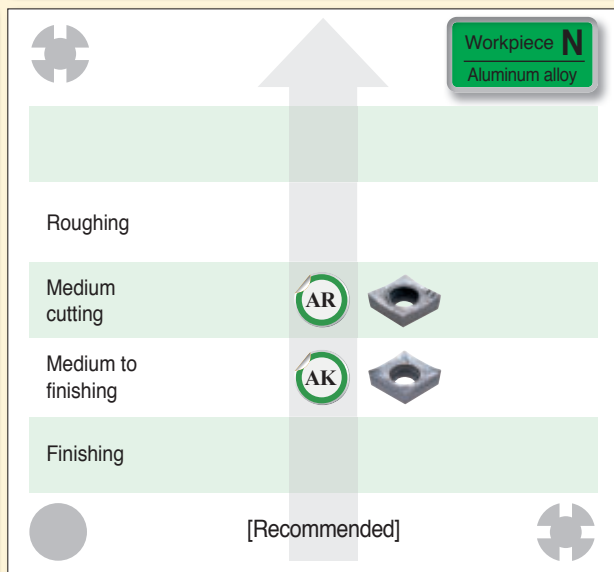 Workpiece N
Aluminum alloy
Roughing
Medium
cutting
AR
Medium to
finishing
AK
Finishing
[Recommended]